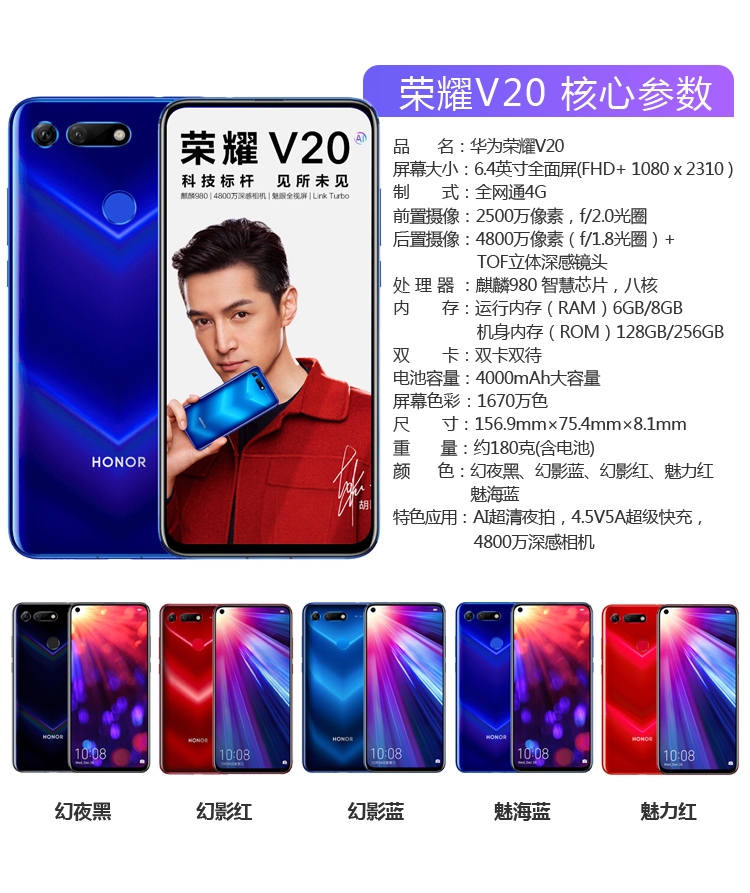 荣耀V20 核心参数
荣耀 V20
AI
科技标杆 见所未见
麒麟980 | 4800万深感相机 | 魅眼全视屏 | Link Turbo
HONOR
胡
品 名：华为荣耀V20
屏幕大小：6.4英寸全面屏(FHD+ 1080 x 2310 )
制 式：全网通4G
前置摄像：2500万像素，f/2.0光圈
后置摄像：4800万像素（f/1.8光圈）+
TOF立体深感镜头
处 理 器 ：麒麟980 智慧芯片，八核
内 存：运行内存（RAM）6GB/8GB
机身内存（ROM）128GB/256GB
双 卡：双卡双待
电池容量：4000mAh大容量
屏幕色彩：1670万色
尺 寸：156.9mm×75.4mm×8.1mm
重 量：约180克(含电池)
颜 色：幻夜黑、幻影蓝、幻影红、魅力红
魅海蓝
特色应用：AI超清夜拍，4.5V5A超级快充，
4800万深感相机
HONOR
10:08
HONOR
10:08
HONOR
10:08
HONOR
10:08
HONOR
10:08
幻夜黑
幻影红
幻影蓝
魅海蓝
魅力红